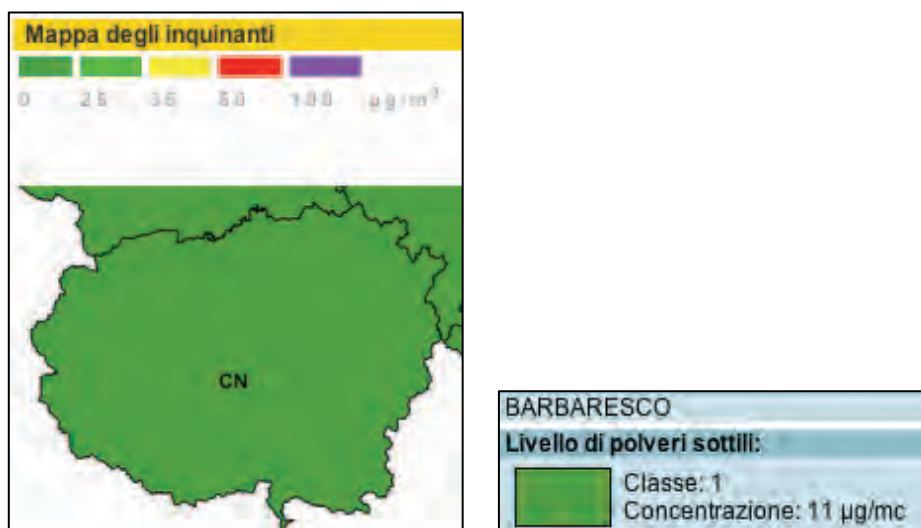 Mappa degli inquinanti
0 25 35 50 100 µg/m³
CN
BARBARESCO
Livello di polveri sottili:
Classe: 1
Concentrazione: 11 µg/mc